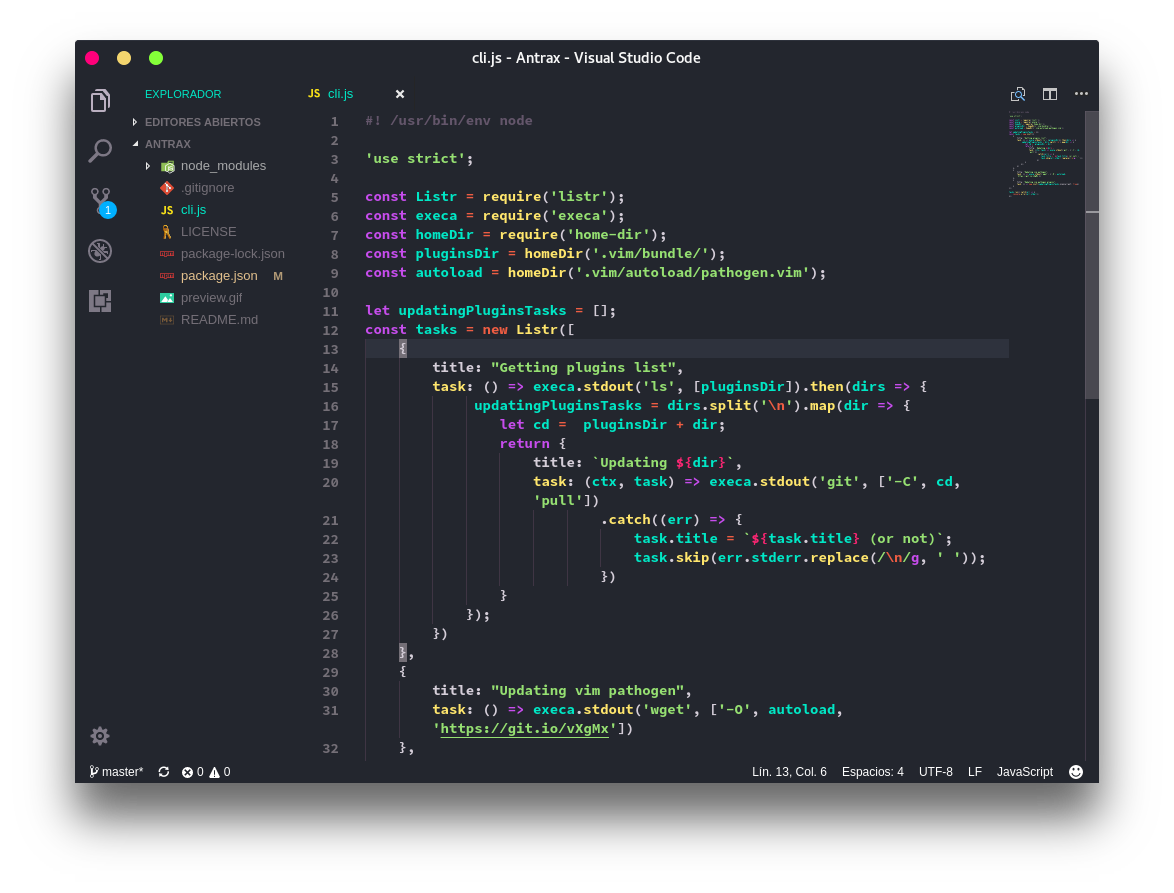 cli.js - Antrax - Visual Studio Code
EXPLORADOR
EDITORES ABIERTOS
ANTRAX
node_modules
.gitignore
JS cli.js
LICENSE
package-lock.json
package.json M
preview.gif
README.md
1
JS cli.js
1 #! /usr/bin/env node
2
3 'use strict';
4
5 const Listr = require('listr');
6 const execa = require('execa');
7 const homeDir = require('home-dir');
8 const pluginsDir = homeDir('.vim/bundle/');
9 const autoload = homeDir('.vim/autoload/pathogen.vim');
10
11 let updatingPluginsTasks = [];
12 const tasks = new Listr([
13     {
14         title: "Getting plugins list",
15         task: () => execa.stdout('ls', [pluginsDir]).then(dirs => {
16              updatingPluginsTasks = dirs.split('\n').map(dir => {
17                 let cd =  pluginsDir + dir;
18                 return {
19                     title: `Updating ${dir}`,
20                     task: (ctx, task) => execa.stdout('git', ['-C', cd,
                    'pull'])
21                             .catch((err) => {
22                                 task.title = `${task.title} (or not)`;
23                                 task.skip(err.stderr.replace(/\n/g, ' '));
24                             })
25                 }
26             });
27         })
28     },
29     {
30         title: "Updating vim pathogen",
31         task: () => execa.stdout('wget', ['-O', autoload,
        'https://git.io/vXgMx'])
32     },
master* 0 0 Lín. 13, Col. 6 Espacios: 4 UTF-8 LF JavaScript